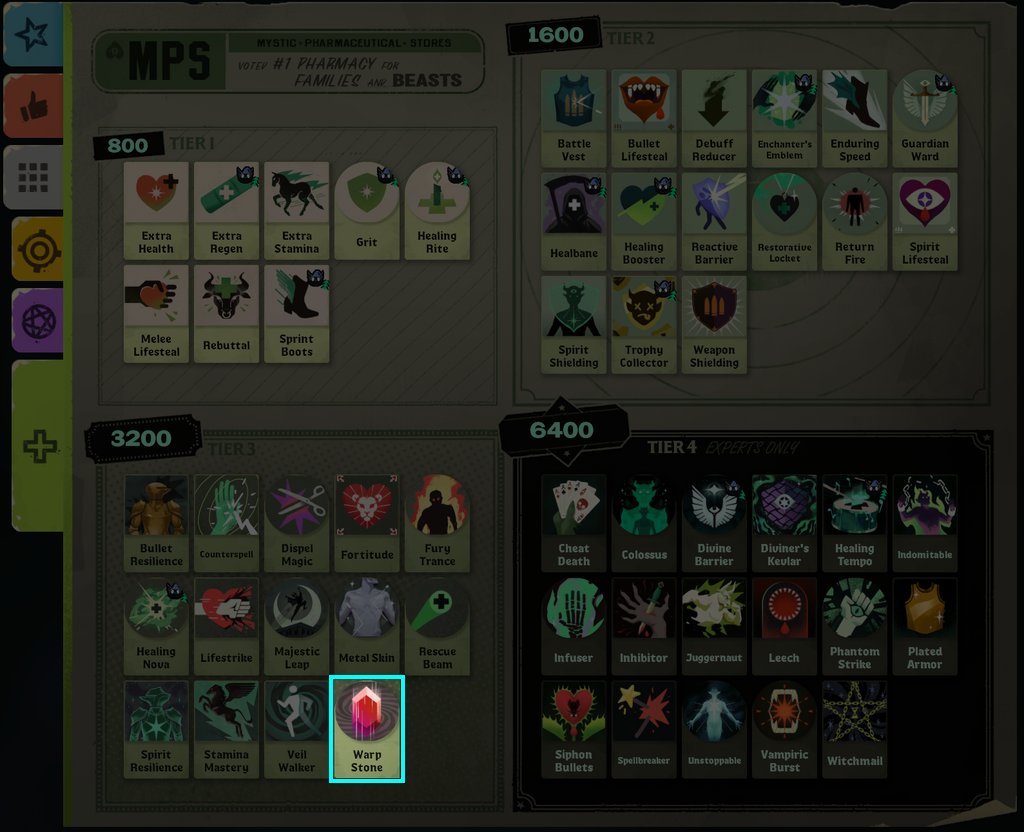 MPS
MYSTIC • PHARMACEUTICAL • STORES
VOTED #1 PHARMACY FOR
FAMILIES AND BEASTS
800 TIER 1
Extra Health
Extra Regen
Extra Stamina
Grit
Healing Rite
Melee Lifesteal
Rebuttal
Sprint Boots
1600 TIER 2
Battle Vest
Bullet Lifesteal
Debuff Reducer
Enchanter's Emblem
Enduring Speed
Guardian Ward
Healbane
Healing Booster
Reactive Barrier
Restorative Locket
Return Fire
Spirit Lifesteal
Spirit Shielding
Trophy Collector
Weapon Shielding
3200 TIER 3
Bullet Resilience
Counterspell
Dispel Magic
Fortitude
Fury Trance
Healing Nova
Lifestrike
Majestic Leap
Metal Skin
Rescue Beam
Spirit Resilience
Stamina Mastery
Veil Walker
Warp Stone
6400 TIER 4 EXPERTS ONLY
Cheat Death
Colossus
Divine Barrier
Diviner's Kevlar
Healing Tempo
Indomitable
Infuser
Inhibitor
Juggernaut
Leech
Phantom Strike
Plated Armor
Siphon Bullets
Spellbreaker
Unstoppable
Vampiric Burst
Witchmail